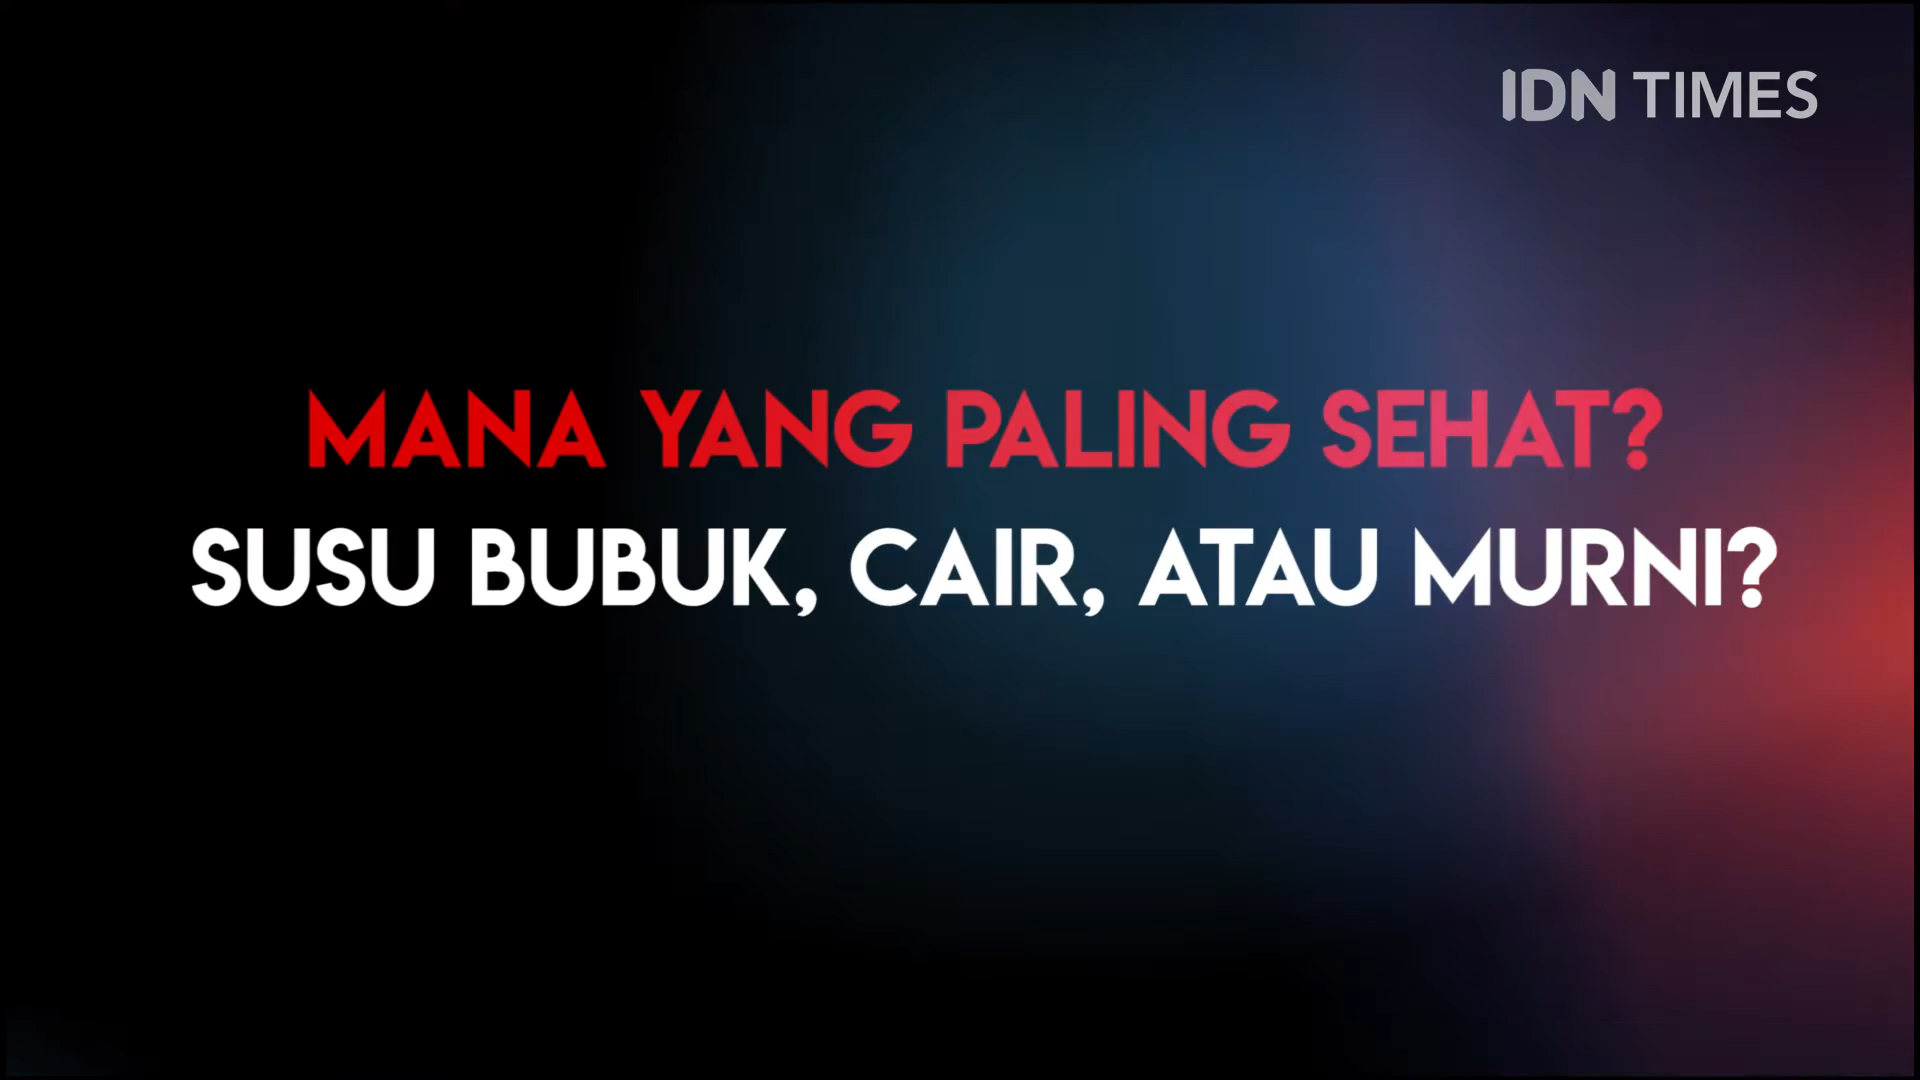 IDN TIMES
MANA YANG PALING SEHAT?
SUSU BUBUK, CAIR, ATAU MURNI?